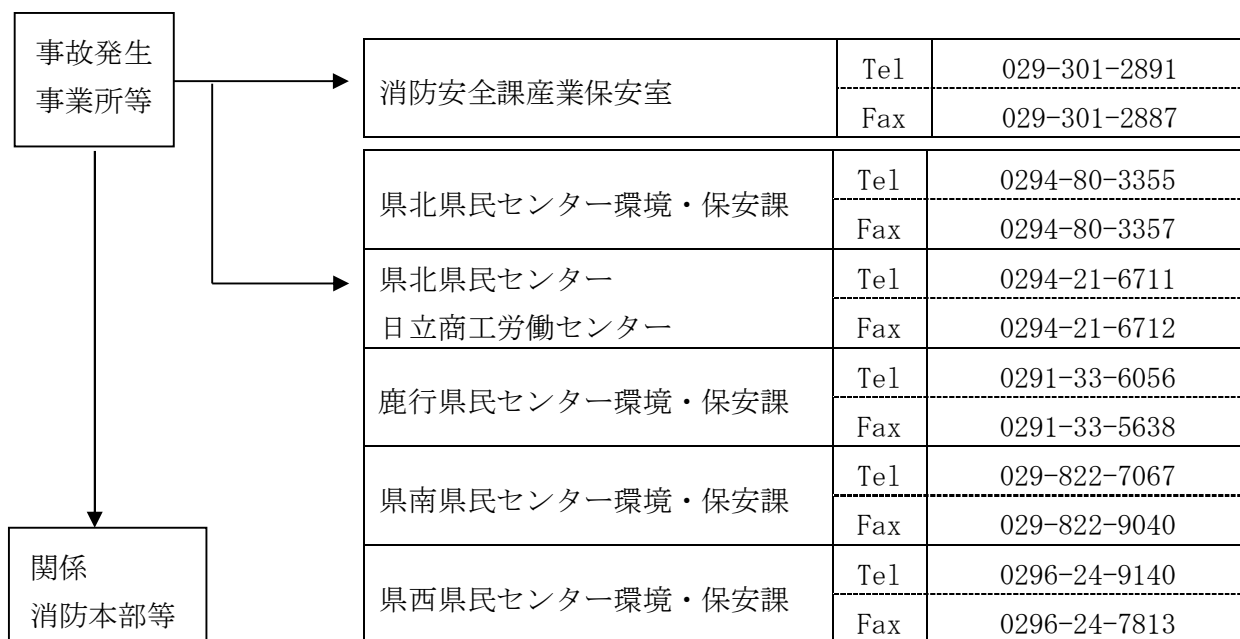 事故発生
事業所等
消防安全課産業保安室
Tel 029-301-2891
Fax 029-301-2887
県北県民センター環境・保安課
Tel 0294-80-3355
Fax 0294-80-3357
県北県民センター
日立商工労働センター
Tel 0294-21-6711
Fax 0294-21-6712
鹿行県民センター環境・保安課
Tel 0291-33-6056
Fax 0291-33-5638
県南県民センター環境・保安課
Tel 029-822-7067
Fax 029-822-9040
県西県民センター環境・保安課
Tel 0296-24-9140
Fax 0296-24-7813
関係
消防本部等